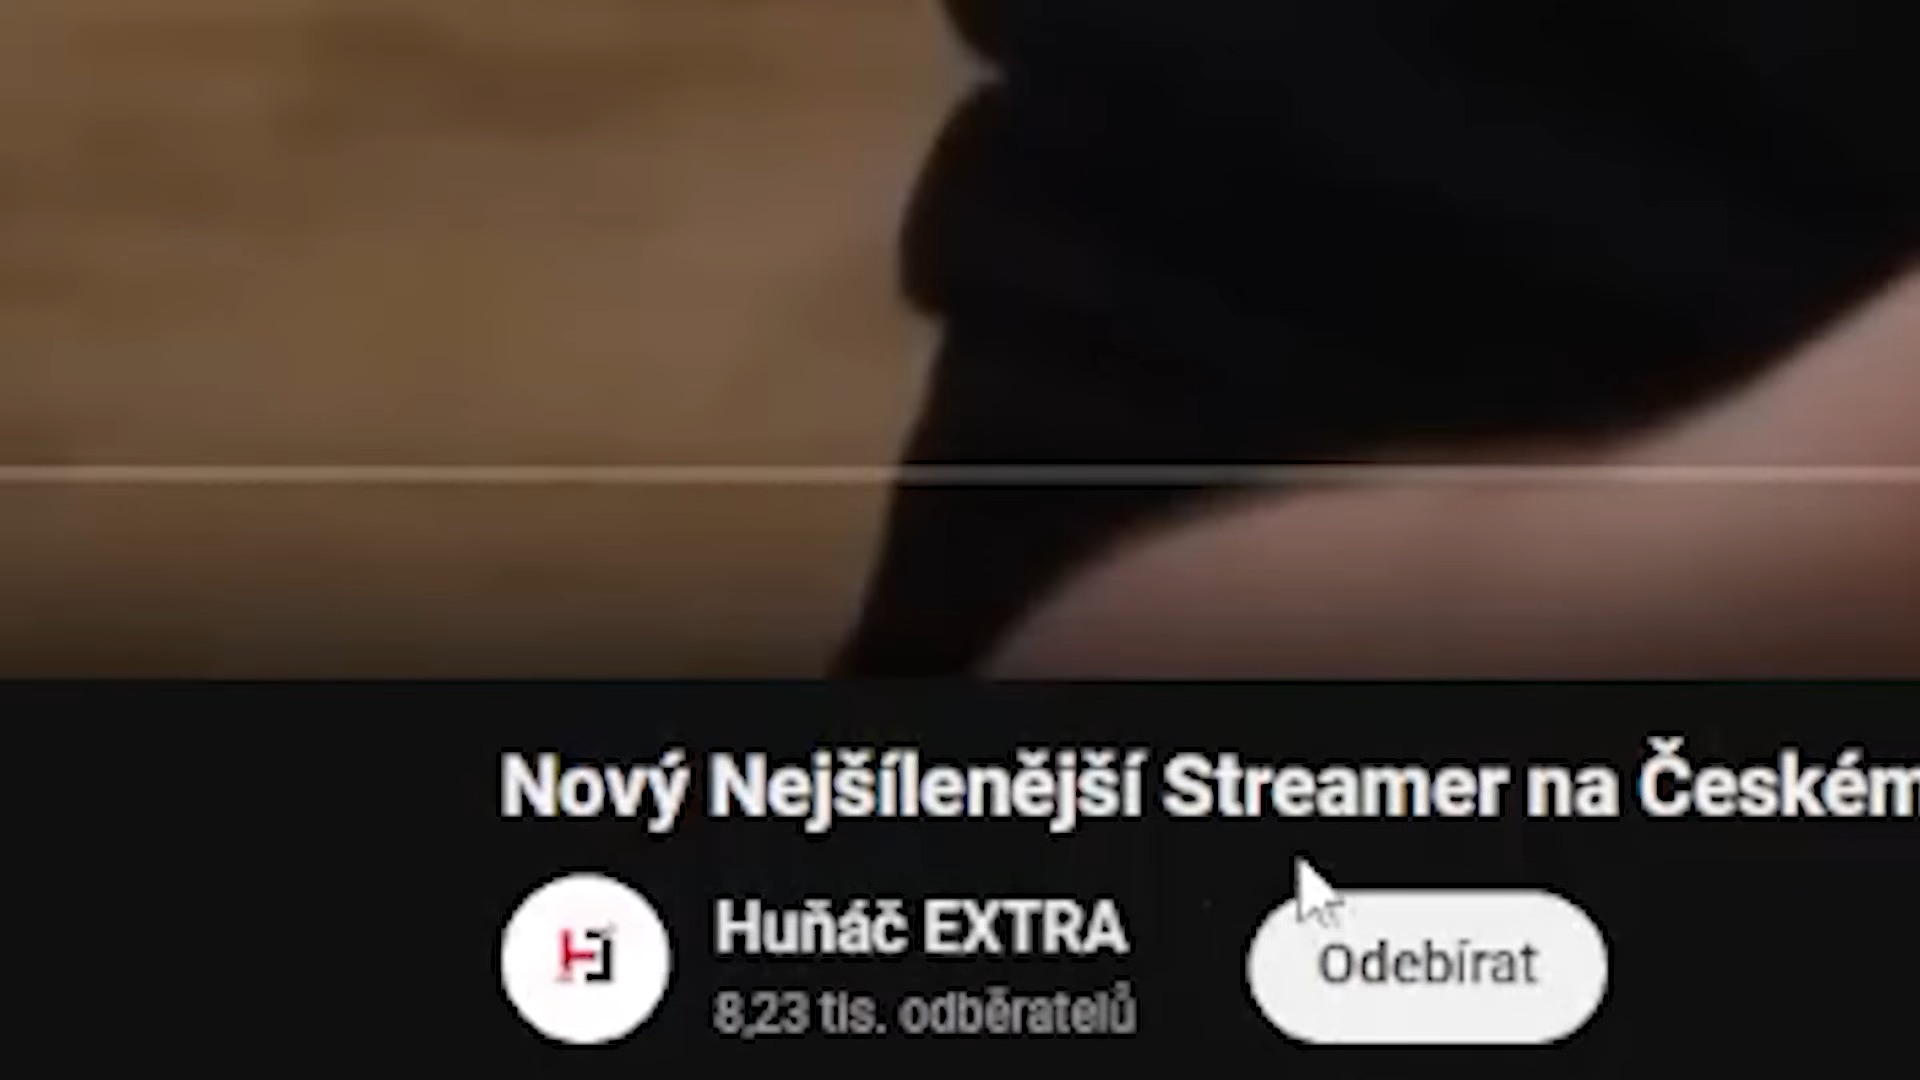 Nový Nejšílenější Streamer na Českém
Huňáč EXTRA
8,23 tis. odběratelů
Odebírat